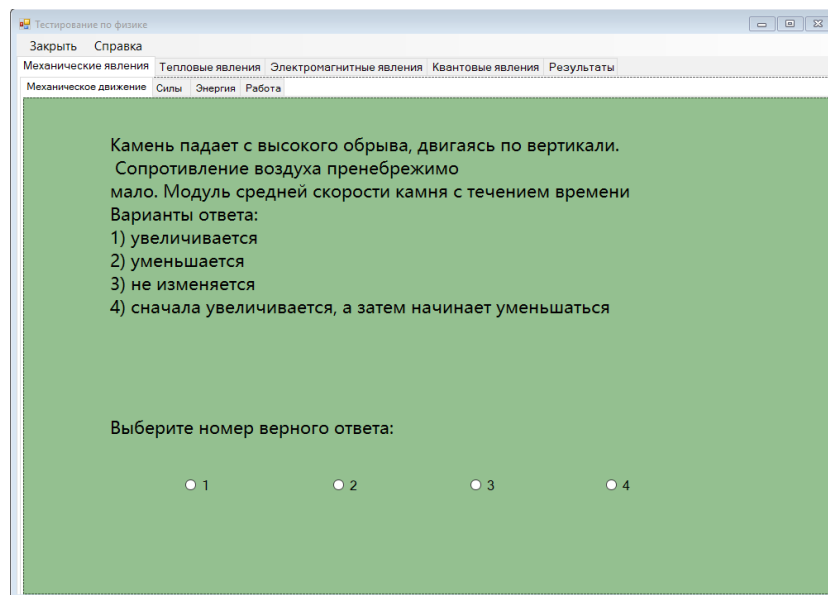 Тестирование по физике
Закрыть Справка
Механические явления Тепловые явления Электромагнитные явления Квантовые явления Результаты
Механическое движение Силы Энергия Работа
Камень падает с высокого обрыва, двигаясь по вертикали.
Сопротивление воздуха пренебрежимо
мало. Модуль средней скорости камня с течением времени
Варианты ответа:
1) увеличивается
2) уменьшается
3) не изменяется
4) сначала увеличивается, а затем начинает уменьшаться
Выберите номер верного ответа:
1 2 3 4